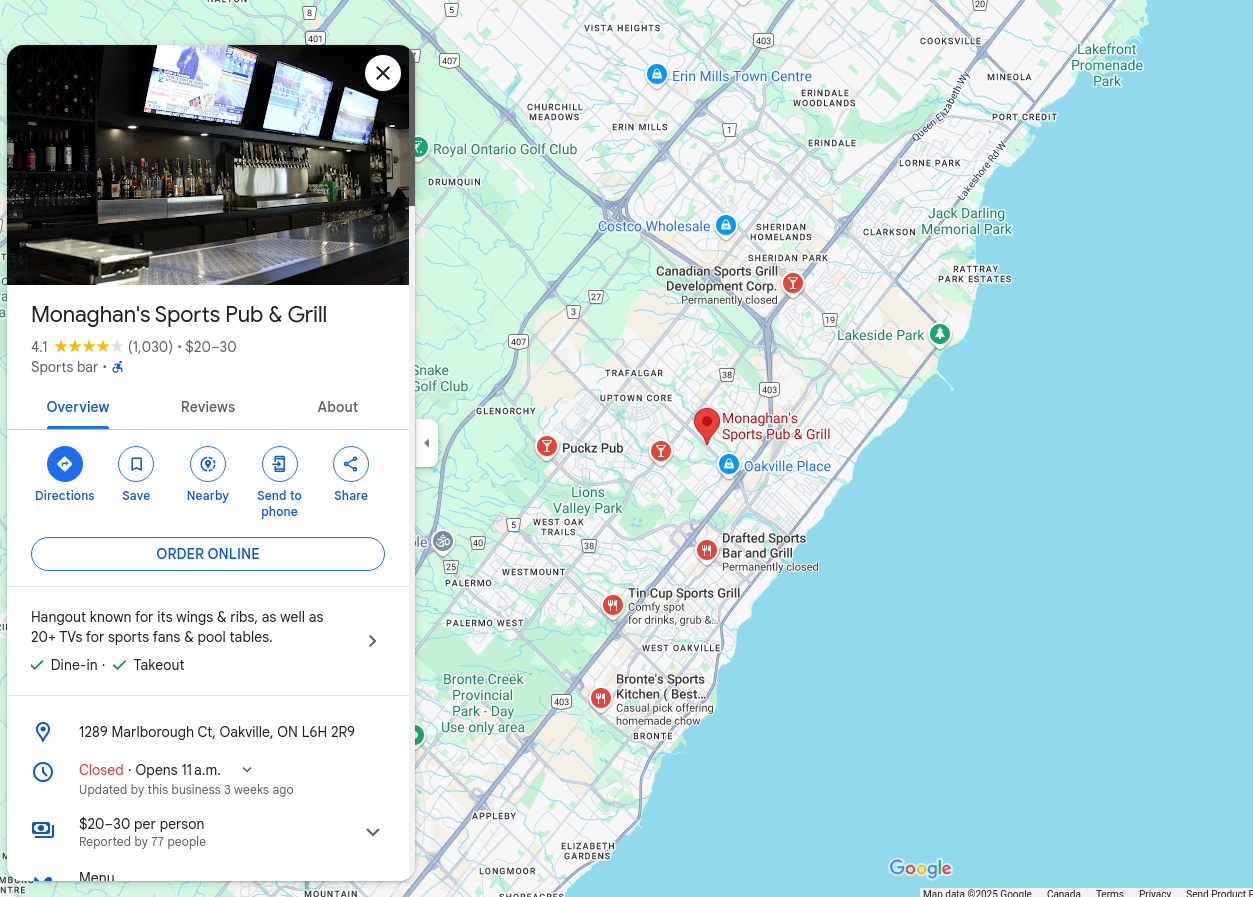 Monaghan's Sports Pub & Grill
4.1 (1,030) · $20–30
Sports bar ·
Overview
Reviews
About
Directions
Save
Nearby
Send to
phone
Share
ORDER ONLINE
Hangout known for its wings & ribs, as well as
20+ TVs for sports fans & pool tables.
Dine-in · Takeout
1289 Marlborough Ct, Oakville, ON L6H 2R9
Closed · Opens 11 a.m.
Updated by this business 3 weeks ago
$20–30 per person
Reported by 77 people
Menu
8
401
5
407
VISTA HEIGHTS
403
20
COOKSVILLE
Lakefront
Promenade
Park
Erin Mills Town Centre
MINEOLA
ERINDALE
WOODLANDS
Queen Elizabeth Wy
CHURCHILL
MEADOWS
ERIN MILLS
1
PORT CREDIT
ERINDALE
Royal Ontario Golf Club
LORNE PARK
Lakeshore Rd W
DRUMQUIN
Jack Darling
Memorial Park
Costco Wholesale
SHERIDAN
HOMELANDS
CLARKSON
SHERIDAN PARK
Canadian Sports Grill
Development Corp.
Permanently closed
RATTRAY
PARK ESTATES
27
3
19
407
Lakeside Park
Snake
Golf Club
TRAFALGAR
38
403
UPTOWN CORE
GLENORCHY
Monaghan's
Sports Pub & Grill
Puckz Pub
Oakville Place
Lions
Valley Park
5
WEST OAK
TRAILS
40
38
Drafted Sports
Bar and Grill
Permanently closed
25
WESTMOUNT
PALERMO
Tin Cup Sports Grill
Comfy spot
for drinks, grub &...
PALERMO WEST
WEST OAKVILLE
Bronte Creek
Provincial
Park - Day
Use only area
Bronte's Sports
Kitchen ( Best...
Casual pick offering
homemade chow
403
BRONTE
APPLEBY
ELIZABETH
GARDENS
LONGMOOR
MOUNTAIN
SHOREACRES
Google
Map data ©2025 Google
Canada
Terms
Privacy
Send Product F